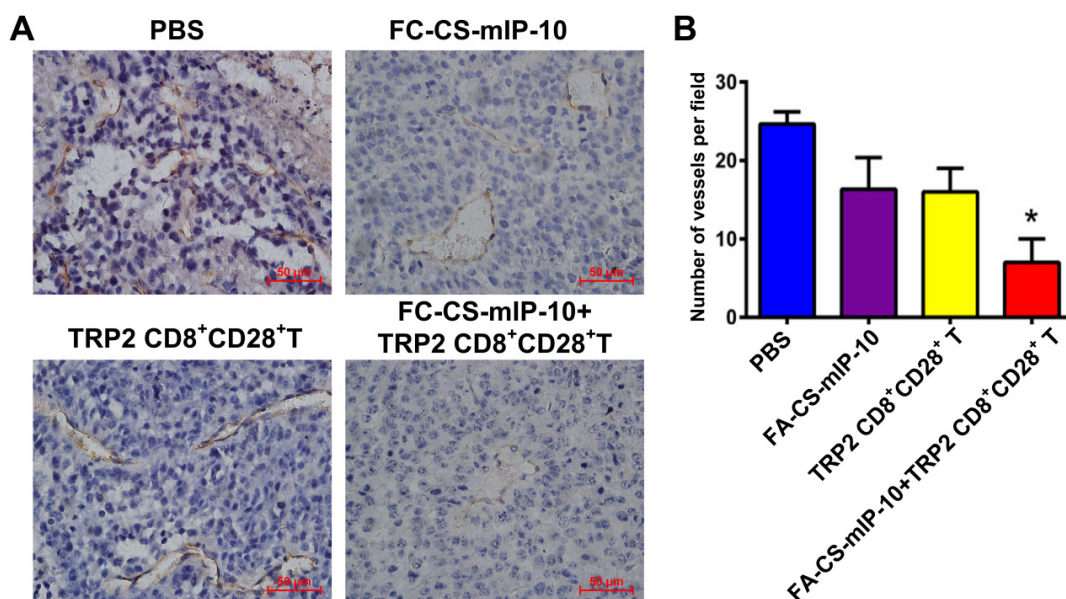 A
PBS
FC-CS-mIP-10
50 µm
50 µm
TRP2 CD8⁺CD28⁺T
FC-CS-mIP-10+
TRP2 CD8⁺CD28⁺T
50 µm
50 µm
B
Number of vessels per field
30
20
10
0
*
PBS
FA-CS-mIP-10
TRP2 CD8⁺CD28⁺ T
FA-CS-mIP-10+TRP2 CD8⁺CD28⁺ T